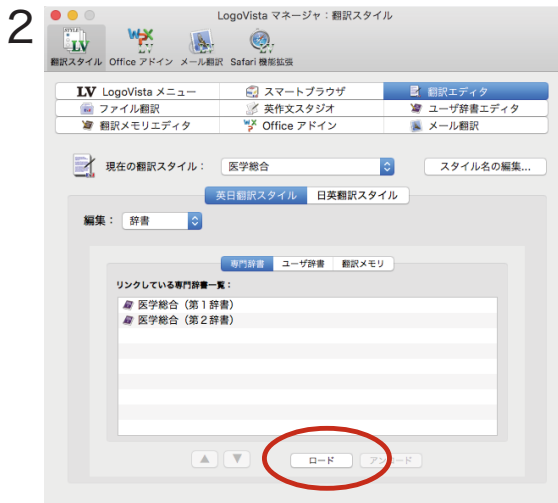 2
LogoVista マネージャ：翻訳スタイル
翻訳スタイル Office アドイン メール翻訳 Safari 機能拡張
LV LogoVista メニュー スマートブラウザ 翻訳エディタ
ファイル翻訳 英作文スタジオ ユーザ辞書エディタ
翻訳メモリエディタ Office アドイン メール翻訳
現在の翻訳スタイル： 医学総合 スタイル名の編集...
英日翻訳スタイル 日英翻訳スタイル
編集： 辞書
専門辞書 ユーザ辞書 翻訳メモリ
リンクしている専門辞書一覧：
医学総合（第１辞書）
医学総合（第２辞書）
ロード アンロード